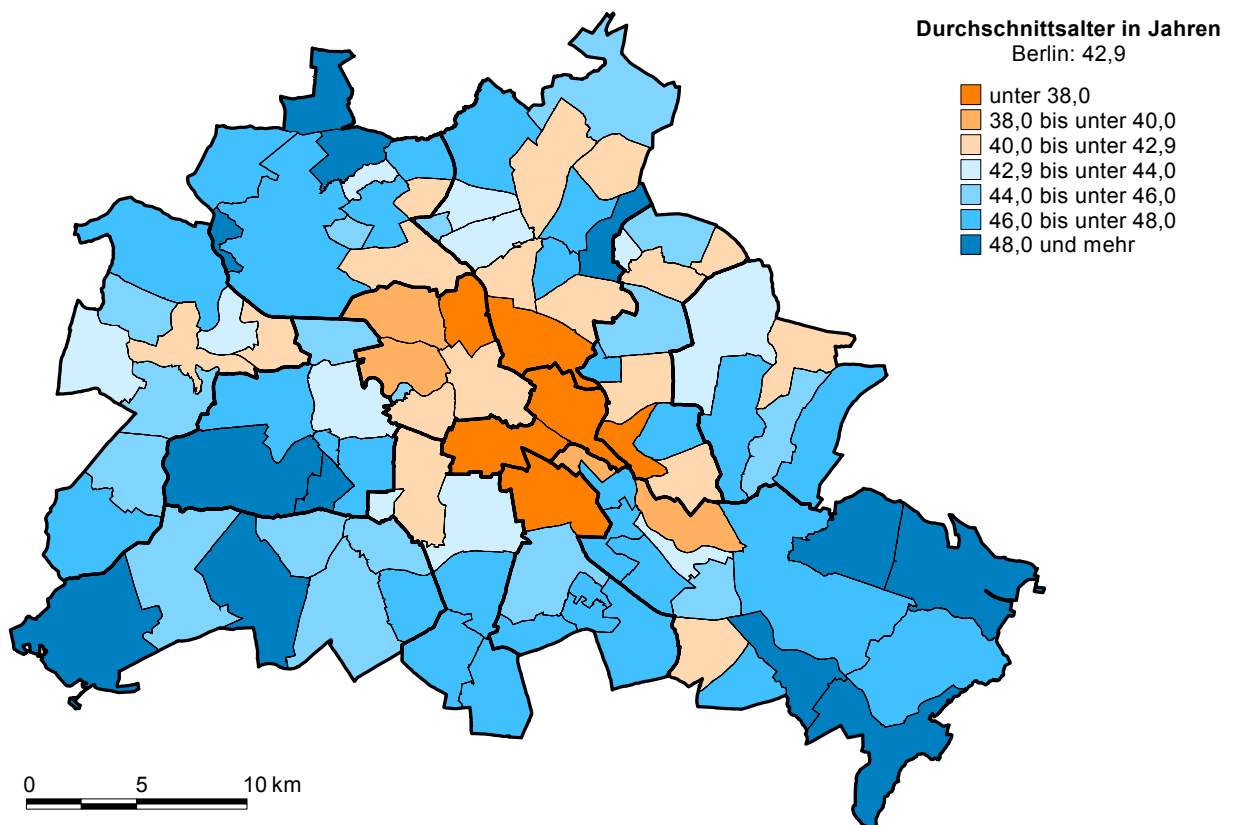 Durchschnittsalter in Jahren
Berlin: 42,9
unter 38,0
38,0 bis unter 40,0
40,0 bis unter 42,9
42,9 bis unter 44,0
44,0 bis unter 46,0
46,0 bis unter 48,0
48,0 und mehr
0 5 10 km